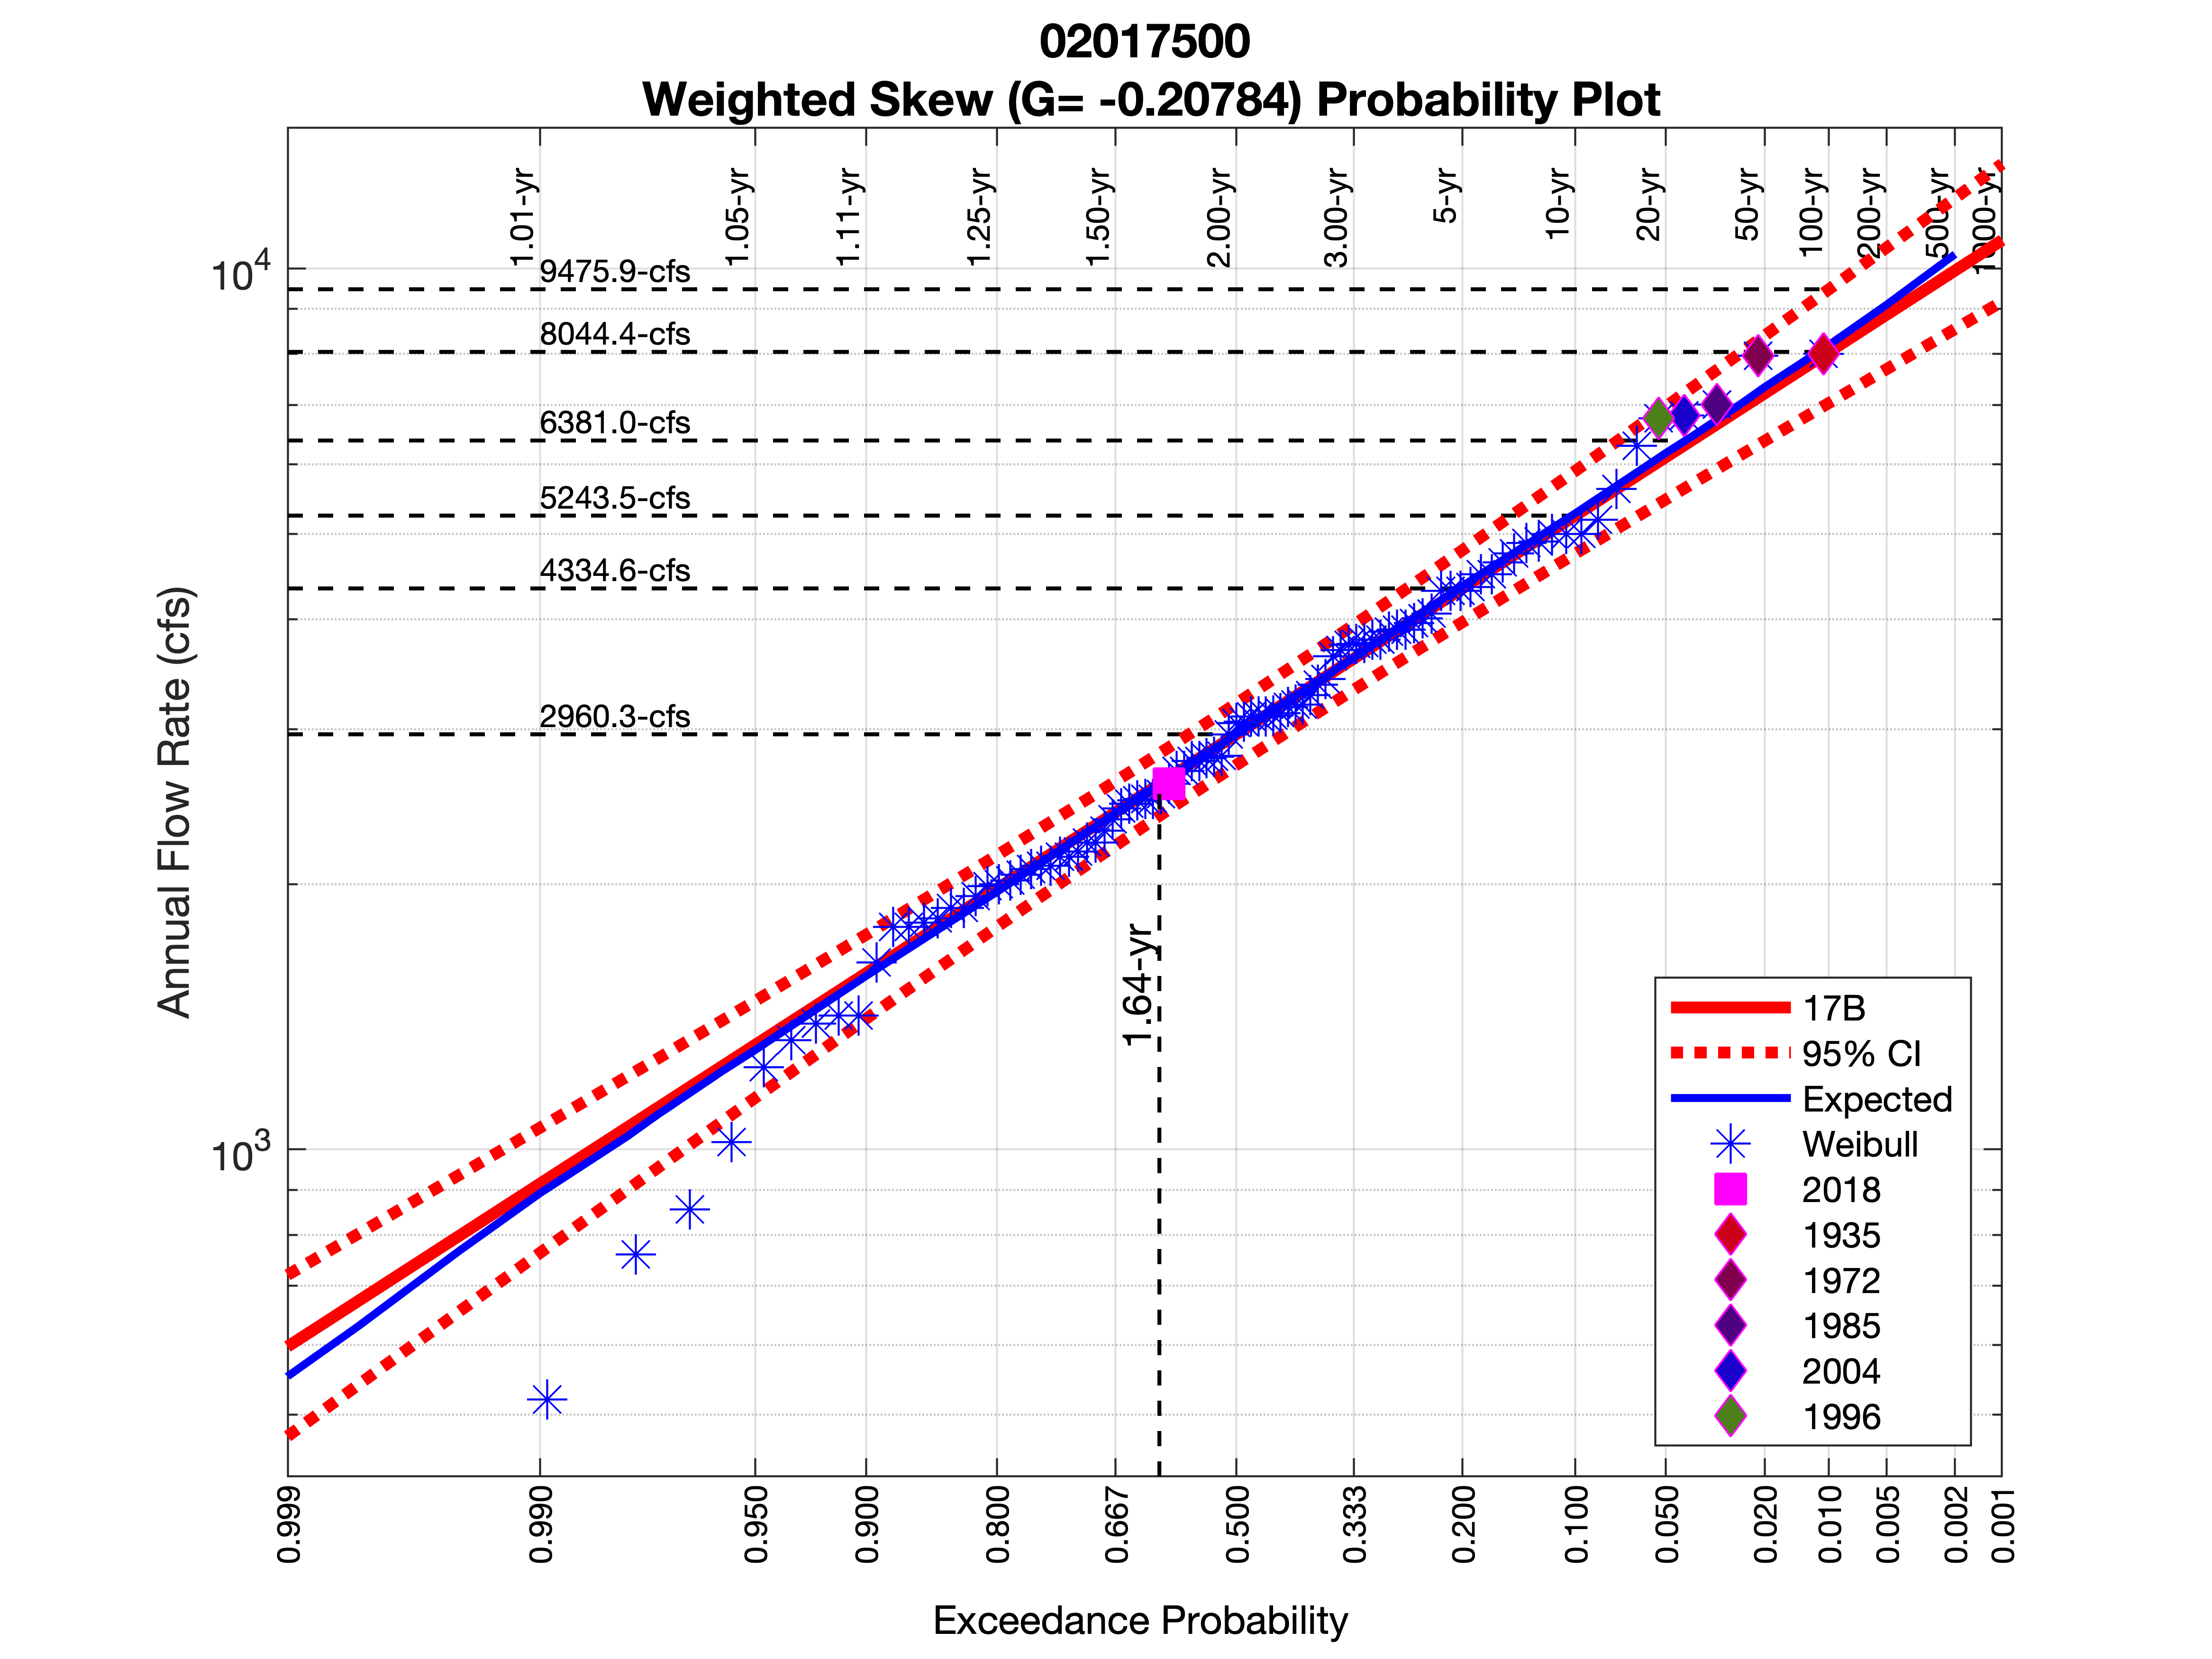 02017500
Weighted Skew (G= -0.20784) Probability Plot
1.01-yr
1.05-yr
1.11-yr
1.25-yr
1.50-yr
2.00-yr
3.00-yr
5-yr
10-yr
20-yr
50-yr
100-yr
200-yr
500-yr
1000-yr
10⁴
9475.9-cfs
8044.4-cfs
6381.0-cfs
5243.5-cfs
4334.6-cfs
2960.3-cfs
Annual Flow Rate (cfs)
1.64-yr
10³
17B
95% CI
Expected
Weibull
2018
1935
1972
1985
2004
1996
0.999
0.990
0.950
0.900
0.800
0.667
0.500
0.333
0.200
0.100
0.050
0.020
0.010
0.005
0.002
0.001
Exceedance Probability